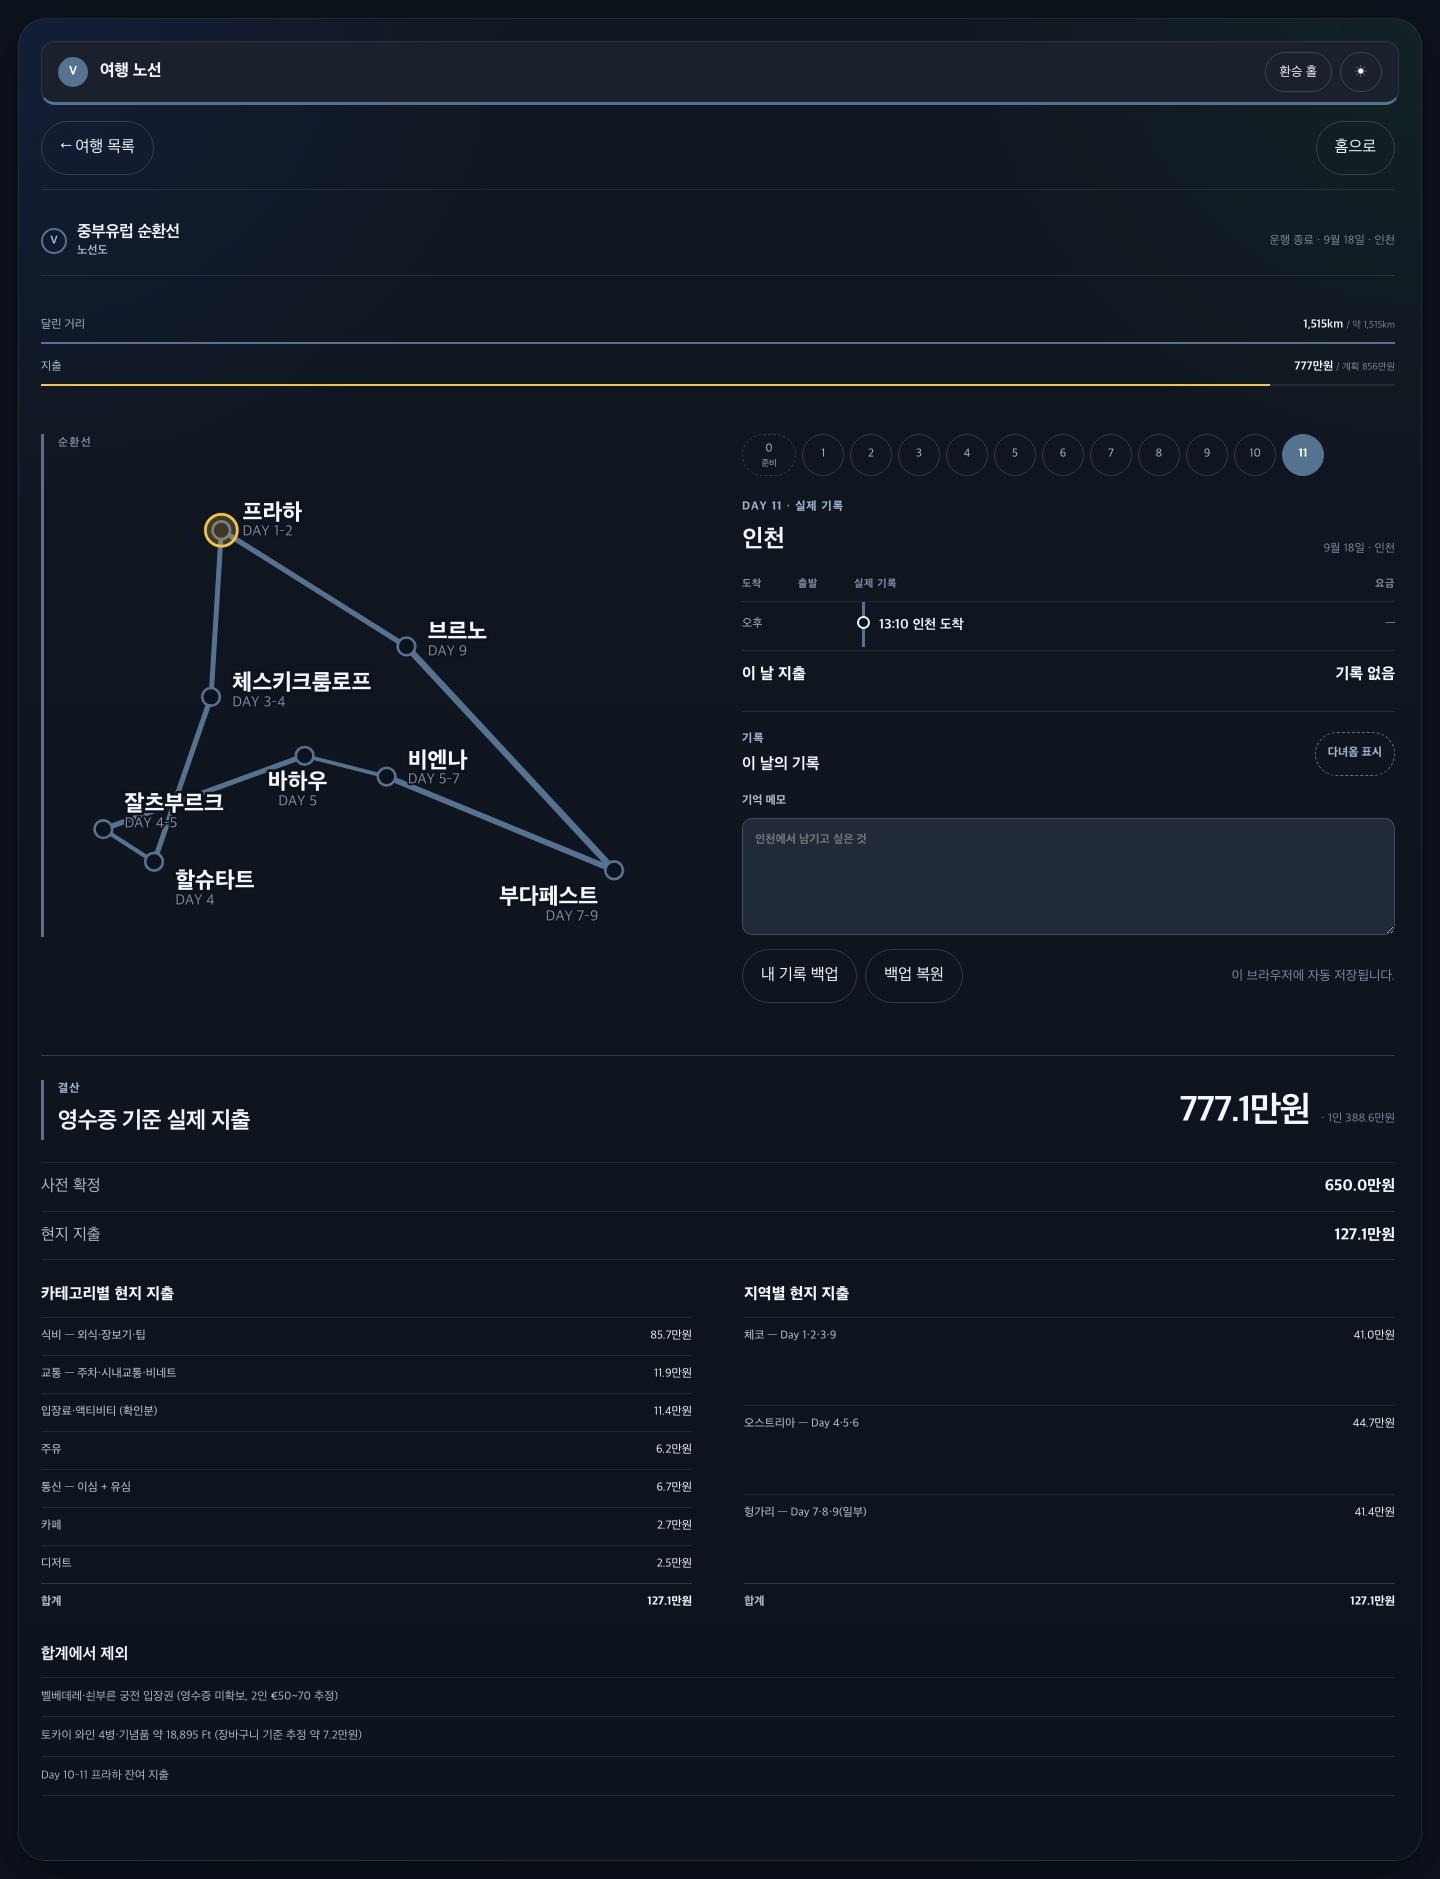 V 여행 노선 환승 홀 ☀
← 여행 목록 홈으로
V 중부유럽 순환선
노선도
운행 종료 · 9월 18일 · 인천
달린 거리 1,515km / 약 1,515km
지출 777만원 / 계획 856만원
순환선
프라하
DAY 1-2
브르노
DAY 9
체스키크룸로프
DAY 3-4
비엔나
DAY 5-7
바하우
DAY 5
잘츠부르크
DAY 4-5
할슈타트
DAY 4
부다페스트
DAY 7-9
0 준비 1 2 3 4 5 6 7 8 9 10 11
DAY 11 · 실제 기록
인천 9월 18일 · 인천
도착 출발 실제 기록 요금
오후 13:10 인천 도착 —
이 날 지출 기록 없음
기록
이 날의 기록
다녀옴 표시
기억 메모
인천에서 남기고 싶은 것
내 기록 백업 백업 복원 이 브라우저에 자동 저장됩니다.
결산
영수증 기준 실제 지출 777.1만원 · 1인 388.6만원
사전 확정 650.0만원
현지 지출 127.1만원
카테고리별 현지 지출
식비 — 외식·장보기·팁 85.7만원
교통 — 주차·시내교통·비네트 11.9만원
입장료·액티비티 (확인분) 11.4만원
주유 6.2만원
통신 — 이심 + 유심 6.7만원
카페 2.7만원
디저트 2.5만원
합계 127.1만원
지역별 현지 지출
체코 — Day 1·2·3·9 41.0만원
오스트리아 — Day 4·5·6 44.7만원
헝가리 — Day 7·8·9(일부) 41.4만원
합계 127.1만원
합계에서 제외
벨베데레·쇤부른 궁전 입장권 (영수증 미확보, 2인 €50~70 추정)
토카이 와인 4병·기념품 약 18,895 Ft (장바구니 기준 추정 약 7.2만원)
Day 10-11 프라하 잔여 지출